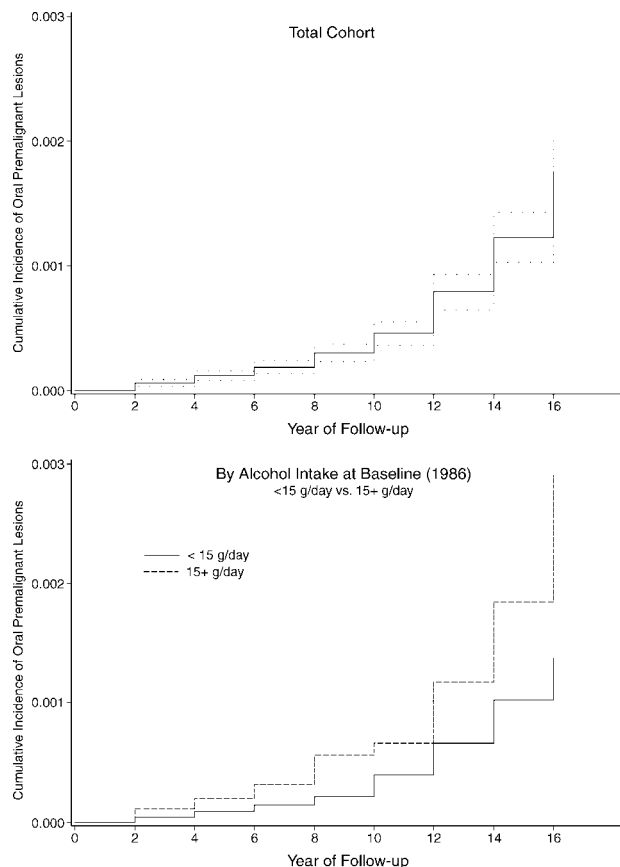 Total Cohort
Cumulative Incidence of Oral Premalignant Lesions
0.003
0.002
0.001
0.000
0 2 4 6 8 10 12 14 16
Year of Follow-up
By Alcohol Intake at Baseline (1986)
<15 g/day vs. 15+ g/day
< 15 g/day
15+ g/day
Cumulative Incidence of Oral Premalignant Lesions
0.003
0.002
0.001
0.000
0 2 4 6 8 10 12 14 16
Year of Follow-up